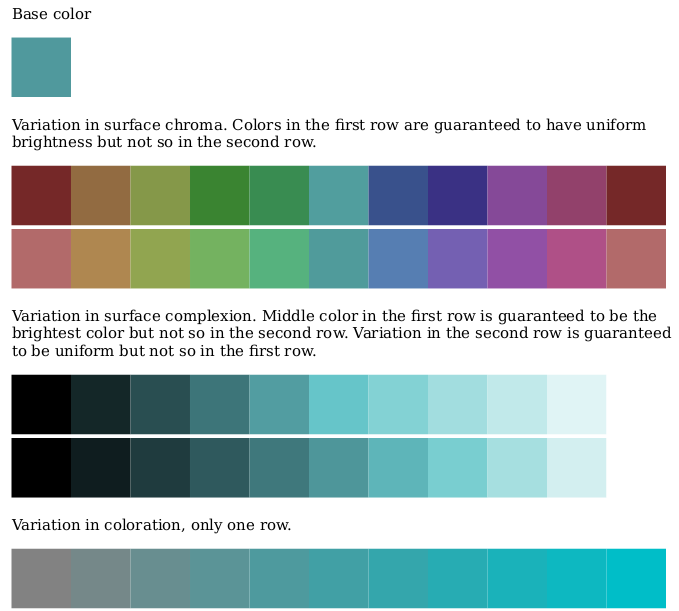 Base color
Variation in surface chroma. Colors in the first row are guaranteed to have uniform
brightness but not so in the second row.
Variation in surface complexion. Middle color in the first row is guaranteed to be the
brightest color but not so in the second row. Variation in the second row is guaranteed
to be uniform but not so in the first row.
Variation in coloration, only one row.